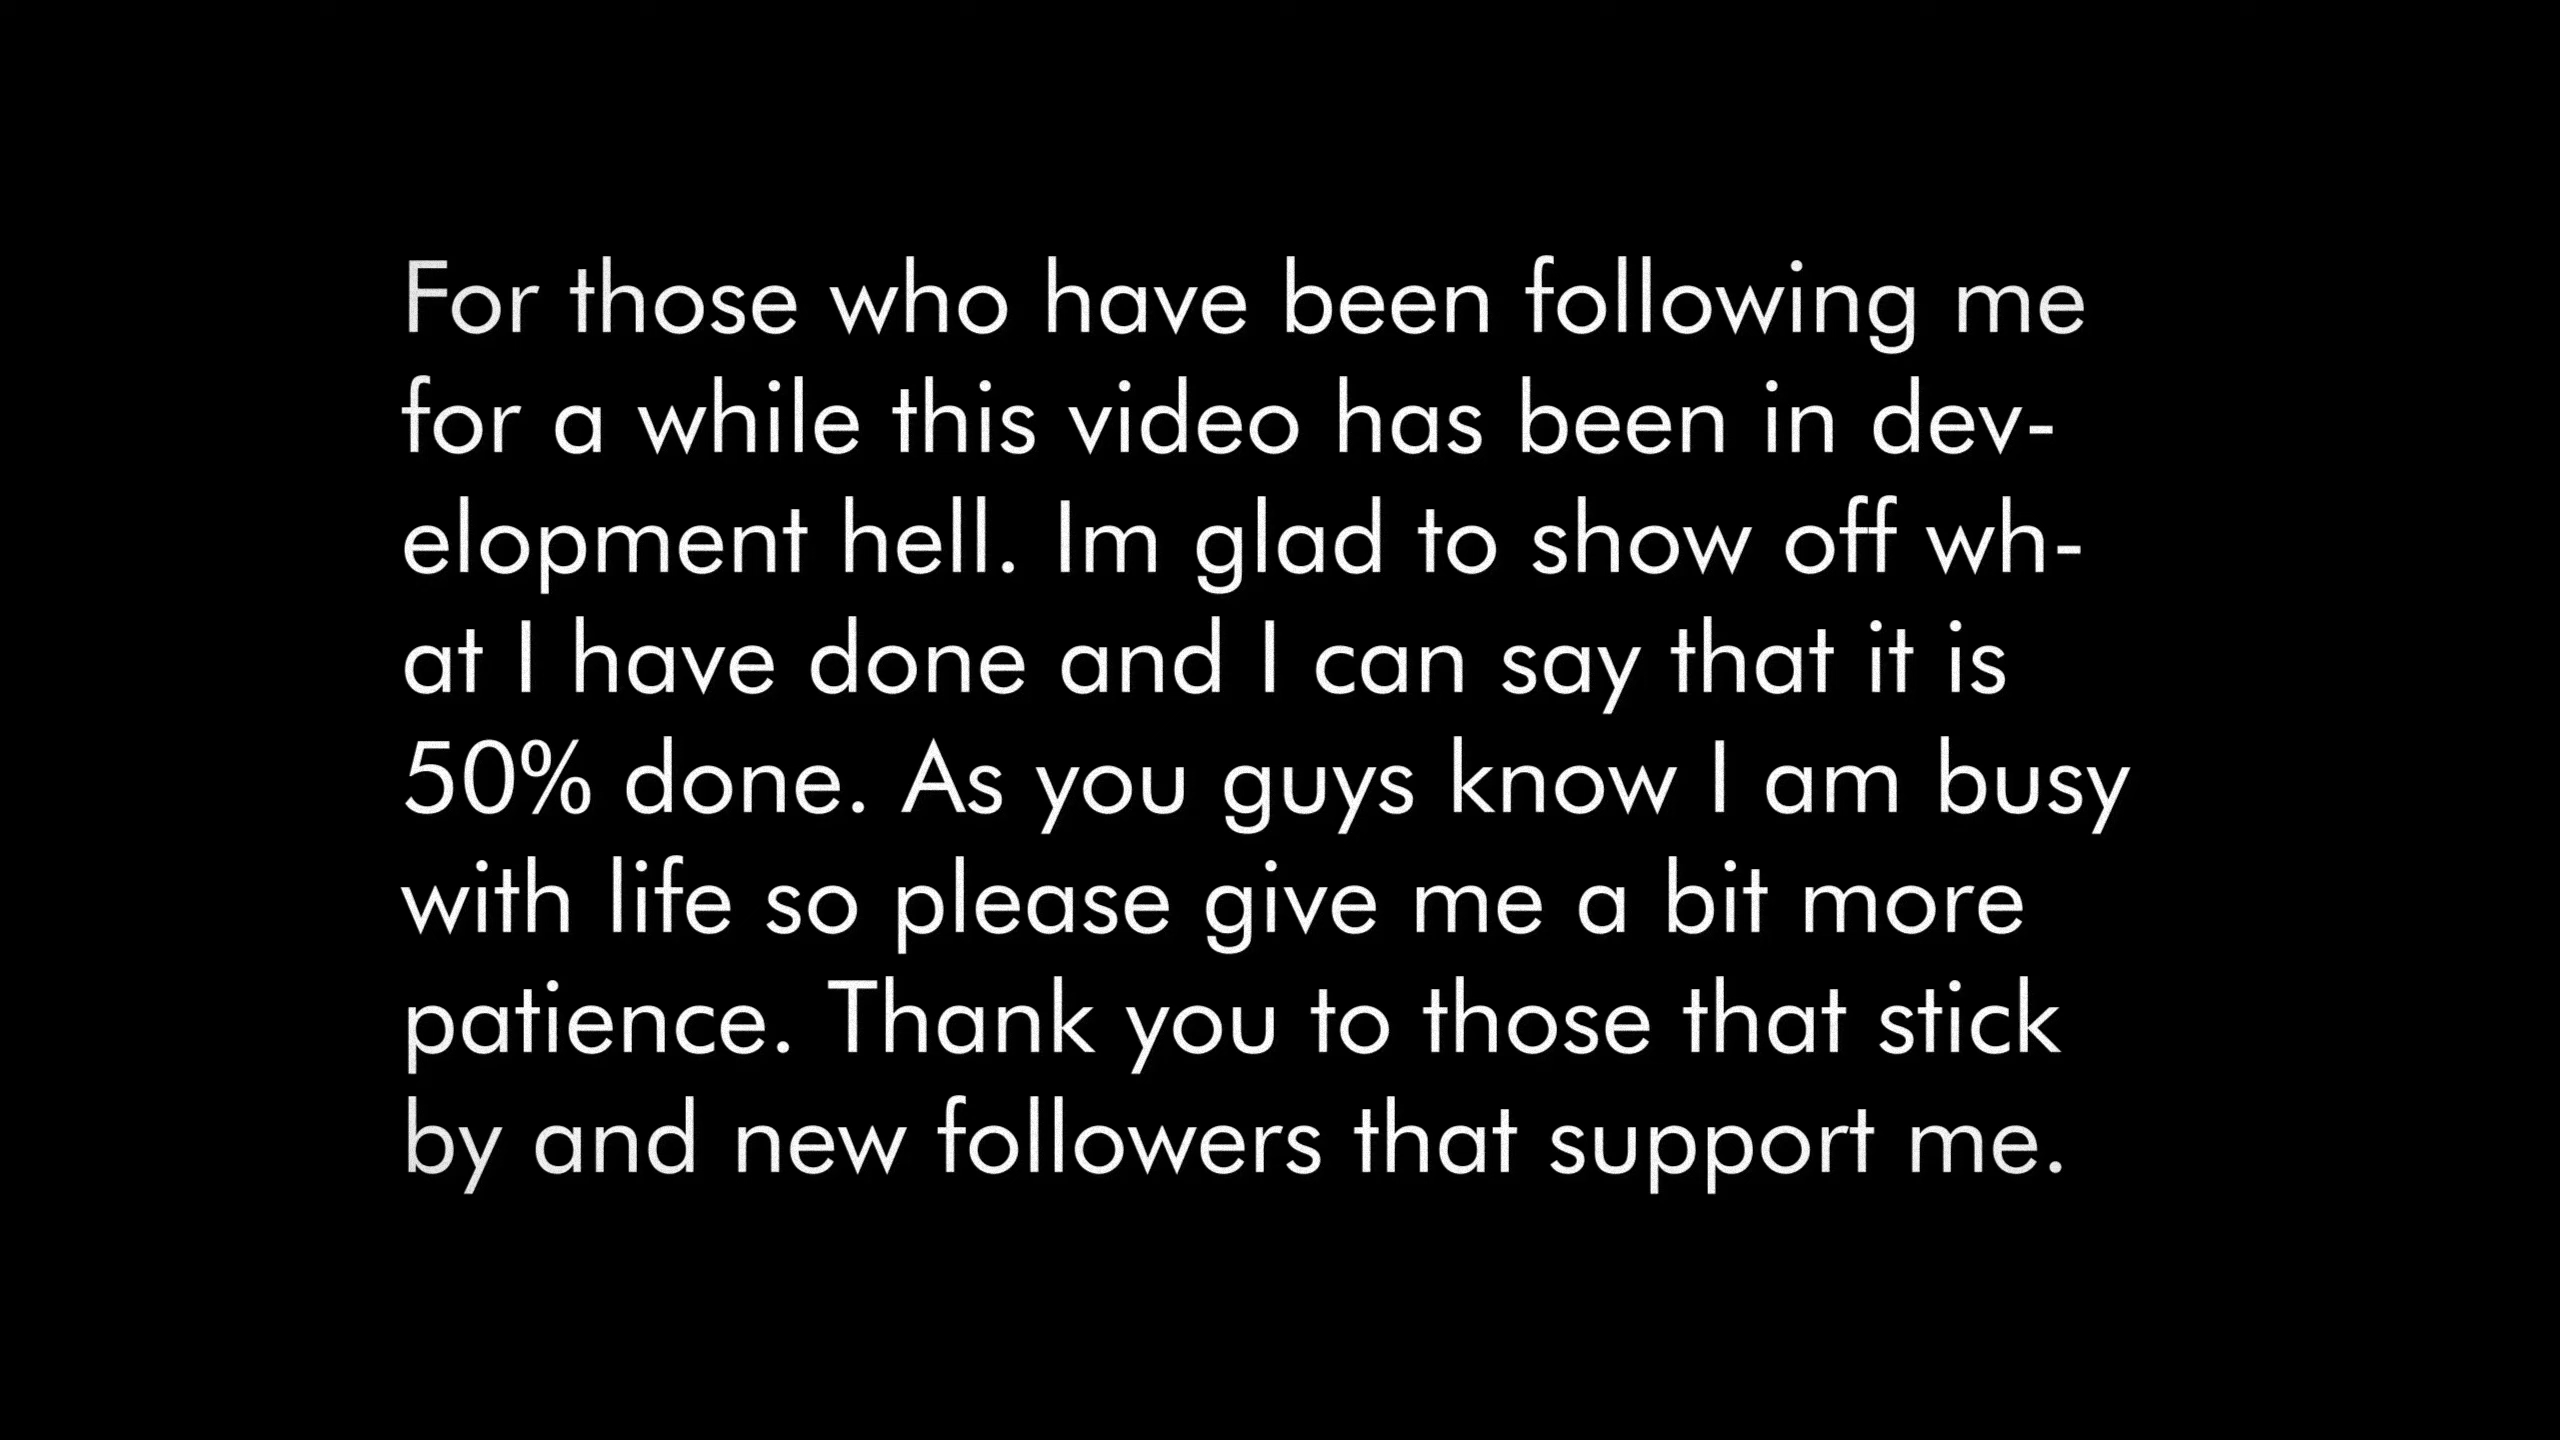 For those who have been following me
for a while this video has been in dev-
elopment hell. Im glad to show off wh-
at I have done and I can say that it is
50% done. As you guys know I am busy
with life so please give me a bit more
patience. Thank you to those that stick
by and new followers that support me.